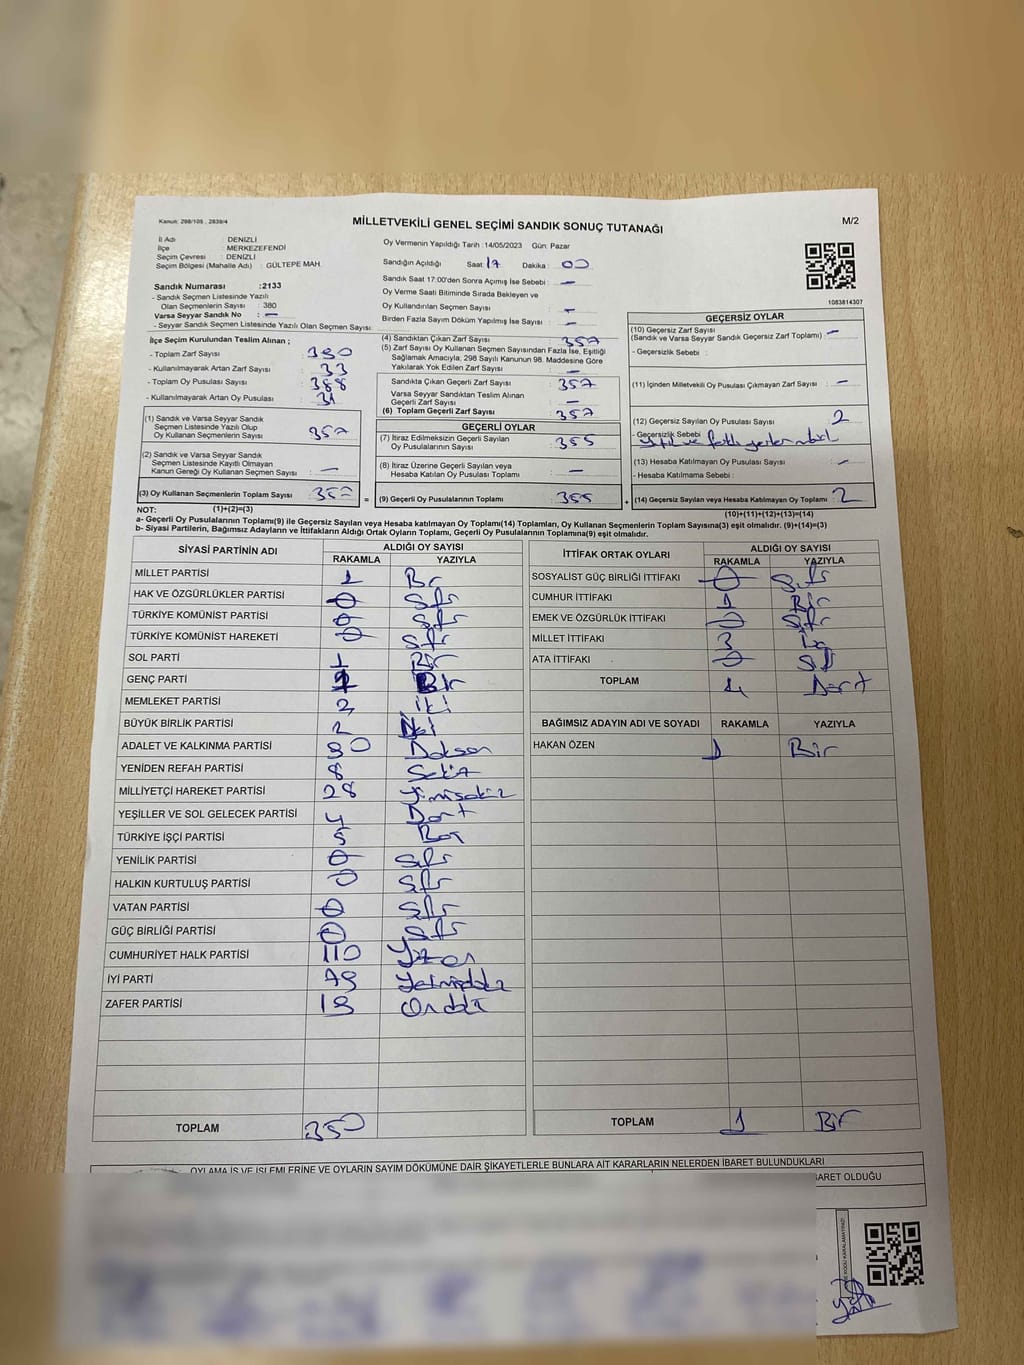 Kanun: 298/105 , 2839/4
MİLLETVEKİLİ GENEL SEÇİMİ SANDIK SONUÇ TUTANAĞI
M/2
İl Adı : DENİZLİ
İlçe : MERKEZEFENDİ
Seçim Çevresi : DENİZLİ
Seçim Bölgesi (Mahalle Adı) : GÜLTEPE MAH.
Oy Vermenin Yapıldığı Tarih :14/05/2023 Gün: Pazar
Sandığın Açıldığı Saat: 17 Dakika : 00
Sandık Saat 17:00'den Sonra Açımış İse Sebebi : –
Oy Verme Saati Bitiminde Sırada Bekleyen ve
Oy Kullandırılan Seçmen Sayısı : –
Birden Fazla Sayım Döküm Yapılmış İse Sayısı : –
1083814307
Sandık Numarası :2133
- Sandık Seçmen Listesinde Yazılı
Olan Seçmenlerin Sayısı : 380
Varsa Seyyar Sandık No : –
- Seyyar Sandık Seçmen Listesinde Yazılı Olan Seçmen Sayısı:
İlçe Seçim Kurulundan Teslim Alınan ;
- Toplam Zarf Sayısı : 390
- Kullanılmayarak Artan Zarf Sayısı : 33
- Toplam Oy Pusulası Sayısı : 388
- Kullanılmayarak Artan Oy Pusulası : 31
(1) Sandık ve Varsa Seyyar Sandık
Seçmen Listesinde Yazılı Olup
Oy Kullanan Seçmenlerin Sayısı : 357
(2) Sandık ve Varsa Seyyar Sandık
Seçmen Listesinde Kayıtlı Olmayan
Kanun Gereği Oy Kullanan Seçmen Sayısı : –
(3) Oy Kullanan Seçmenlerin Toplam Sayısı : 357
(4) Sandıktan Çıkan Zarf Sayısı : 357
(5) Zarf Sayısı Oy Kullanan Seçmen Sayısından Fazla İse, Eşitliği
Sağlamak Amacıyla, 298 Sayılı Kanunun 98. Maddesine Göre
Yakılarak Yok Edilen Zarf Sayısı : –
Sandıkta Çıkan Geçerli Zarf Sayısı : 357
Varsa Seyyar Sandıktan Teslim Alınan
Geçerli Zarf Sayısı : –
(6) Toplam Geçerli Zarf Sayısı : 357
GEÇERLİ OYLAR
(7) İtiraz Edilmeksizin Geçerli Sayılan
Oy Pusulalarının Sayısı : 355
(8) İtiraz Üzerine Geçerli Sayılan veya
Hesaba Katılan Oy Pusulası Toplamı : –
= (9) Geçerli Oy Pusulalarının Toplamı : 355
GEÇERSİZ OYLAR
(10) Geçersiz Zarf Sayısı : –
(Sandık ve Varsa Seyyar Sandık Geçersiz Zarf Toplamı)
- Geçersizlik Sebebi :
(11) İçinden Milletvekili Oy Pusulası Çıkmayan Zarf Sayısı : –
(12) Geçersiz Sayılan Oy Pusulası Sayısı : 2
- Geçersizlik Sebebi :
(13) Hesaba Katılmayan Oy Pusulası Sayısı : –
- Hesaba Katılmama Sebebi :
+ (14) Geçersiz Sayılan veya Hesaba Katılmayan Oy Toplamı : 2
NOT: (1)+(2)=(3)
(10)+(11)+(12)+(13)=(14)
a- Geçerli Oy Pusulalarının Toplamı(9) ile Geçersiz Sayılan veya Hesaba katılmayan Oy Toplamı(14) Toplamları, Oy Kullanan Seçmenlerin Toplam Sayısına(3) eşit olmalıdır. (9)+(14)=(3)
b- Siyasi Partilerin, Bağımsız Adayların ve İttifakların Aldığı Ortak Oyların Toplamı, Geçerli Oy Pusulalarının Toplamına(9) eşit olmalıdır.
SİYASİ PARTİNİN ADI ALDIĞI OY SAYISI
RAKAMLA YAZIYLA
MİLLET PARTİSİ 1 Bir
HAK VE ÖZGÜRLÜKLER PARTİSİ 0 Sıfır
TÜRKİYE KOMÜNİST PARTİSİ 0 Sıfır
TÜRKİYE KOMÜNİST HAREKETİ 0 Sıfır
SOL PARTİ 1 Bir
GENÇ PARTİ 1 Bir
MEMLEKET PARTİSİ 2 iki
BÜYÜK BİRLİK PARTİSİ 2 iki
ADALET VE KALKINMA PARTİSİ 90 Doksan
YENİDEN REFAH PARTİSİ 8 Sekiz
MİLLİYETÇİ HAREKET PARTİSİ 28 Yirmisekiz
YEŞİLLER VE SOL GELECEK PARTİSİ 4 Dört
TÜRKİYE İŞÇİ PARTİSİ 5 Beş
YENİLİK PARTİSİ 0 Sıfır
HALKIN KURTULUŞ PARTİSİ 0 Sıfır
VATAN PARTİSİ 0 Sıfır
GÜÇ BİRLİĞİ PARTİSİ 0 Sıfır
CUMHURİYET HALK PARTİSİ 110 Yüzon
İYİ PARTİ 79 Yetmişdokuz
ZAFER PARTİSİ 19 Ondokuz
TOPLAM 350
İTTİFAK ORTAK OYLARI ALDIĞI OY SAYISI
RAKAMLA YAZIYLA
SOSYALİST GÜÇ BİRLİĞİ İTTİFAKI 0 Sıfır
CUMHUR İTTİFAKI 1 Bir
EMEK VE ÖZGÜRLÜK İTTİFAKI 0 Sıfır
MİLLET İTTİFAKI 3 Üç
ATA İTTİFAKI 0 Sıfır
TOPLAM 4 Dört
BAĞIMSIZ ADAYIN ADI VE SOYADI RAKAMLA YAZIYLA
HAKAN ÖZEN 1 Bir
TOPLAM 1 Bir
OYLAMA İŞ VE İŞLEMLERİNE VE OYLARIN SAYIM DÖKÜMÜNE DAİR ŞİKAYETLERLE BUNLARA AİT KARARLARIN NELERDEN İBARET BULUNDUKLARI
BARET OLDUĞU